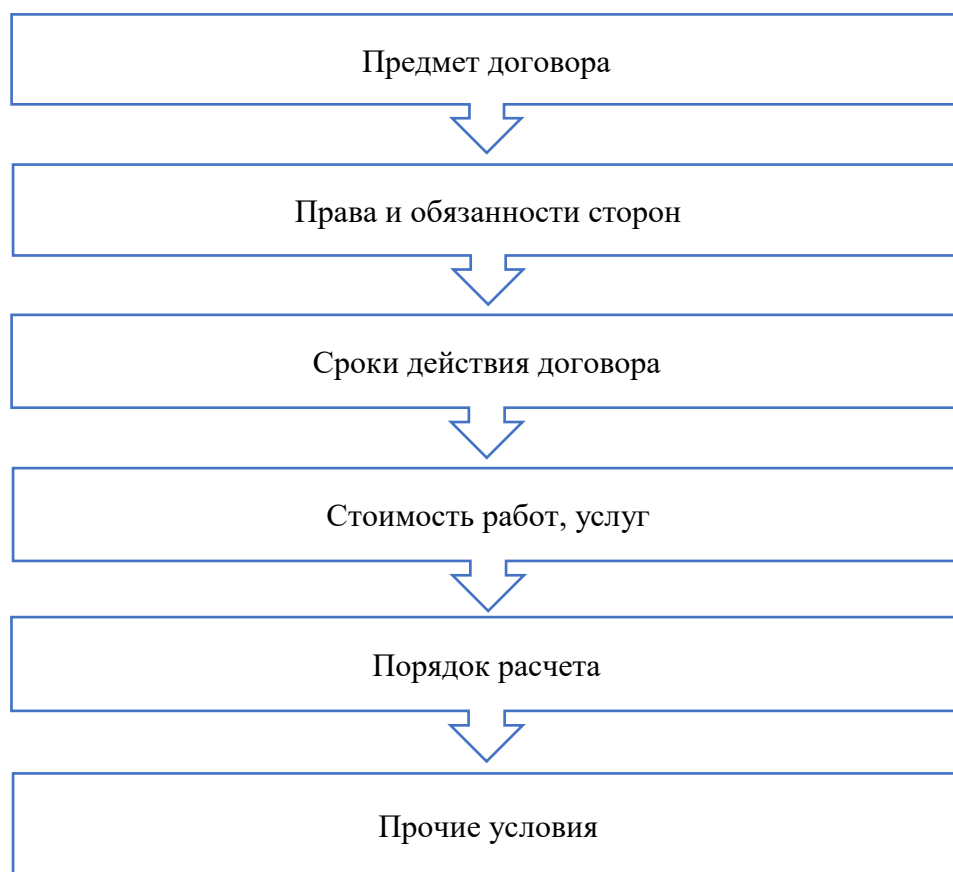 Предмет договора
Права и обязанности сторон
Сроки действия договора
Стоимость работ, услуг
Порядок расчета
Прочие условия